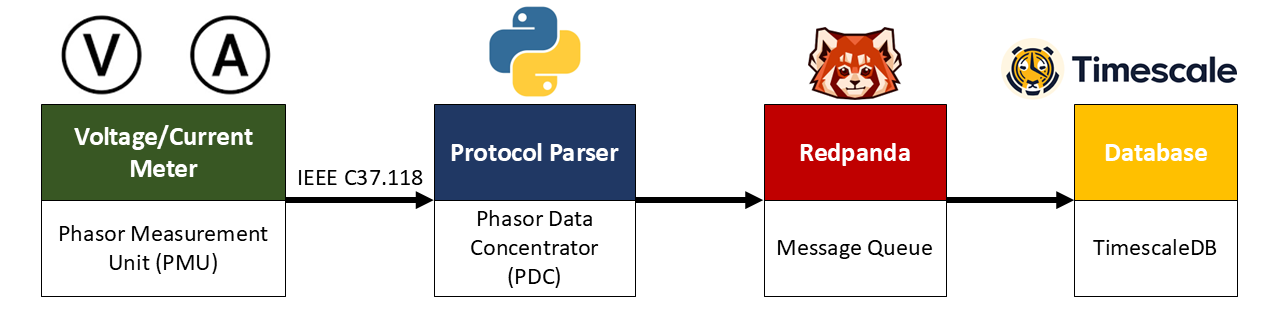 V A
Timescale
Voltage/Current
Meter
Protocol Parser
Redpanda
Database
IEEE C37.118
Phasor Measurement
Unit (PMU)
Phasor Data
Concentrator
(PDC)
Message Queue
TimescaleDB